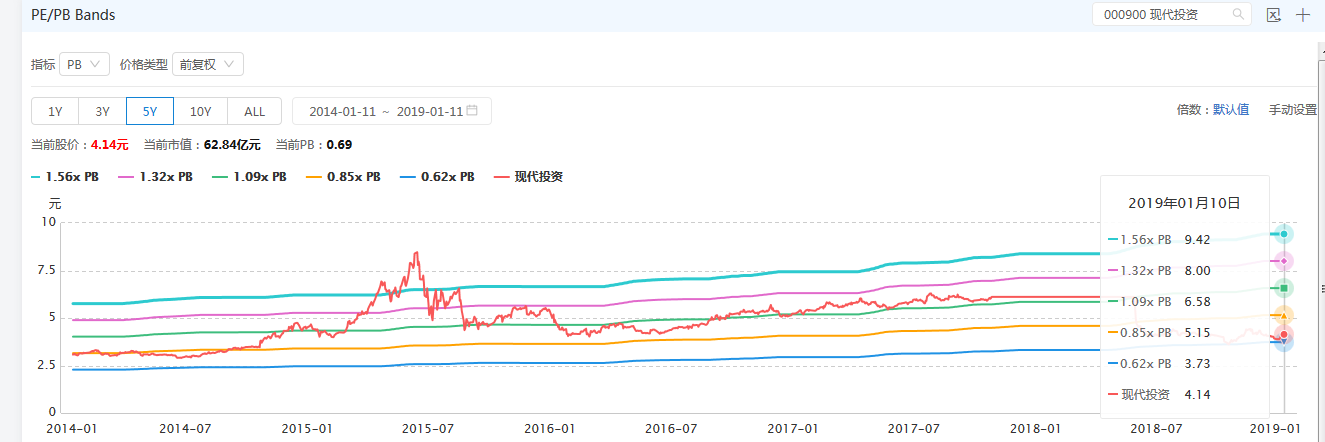 PE/PB Bands 000900 现代投资
指标 PB 价格类型 前复权
1Y 3Y 5Y 10Y ALL 2014-01-11 ~ 2019-01-11 倍数：默认值 手动设置
当前股价：4.14元 当前市值：62.84亿元 当前PB：0.69
1.56x PB 1.32x PB 1.09x PB 0.85x PB 0.62x PB 现代投资
元
10
7.5
5
2.5
0
2014-01 2014-07 2015-01 2015-07 2016-01 2016-07 2017-01 2017-07 2018-01 2018-07 2019-01
2019年01月10日
1.56x PB 9.42
1.32x PB 8.00
1.09x PB 6.58
0.85x PB 5.15
0.62x PB 3.73
现代投资 4.14